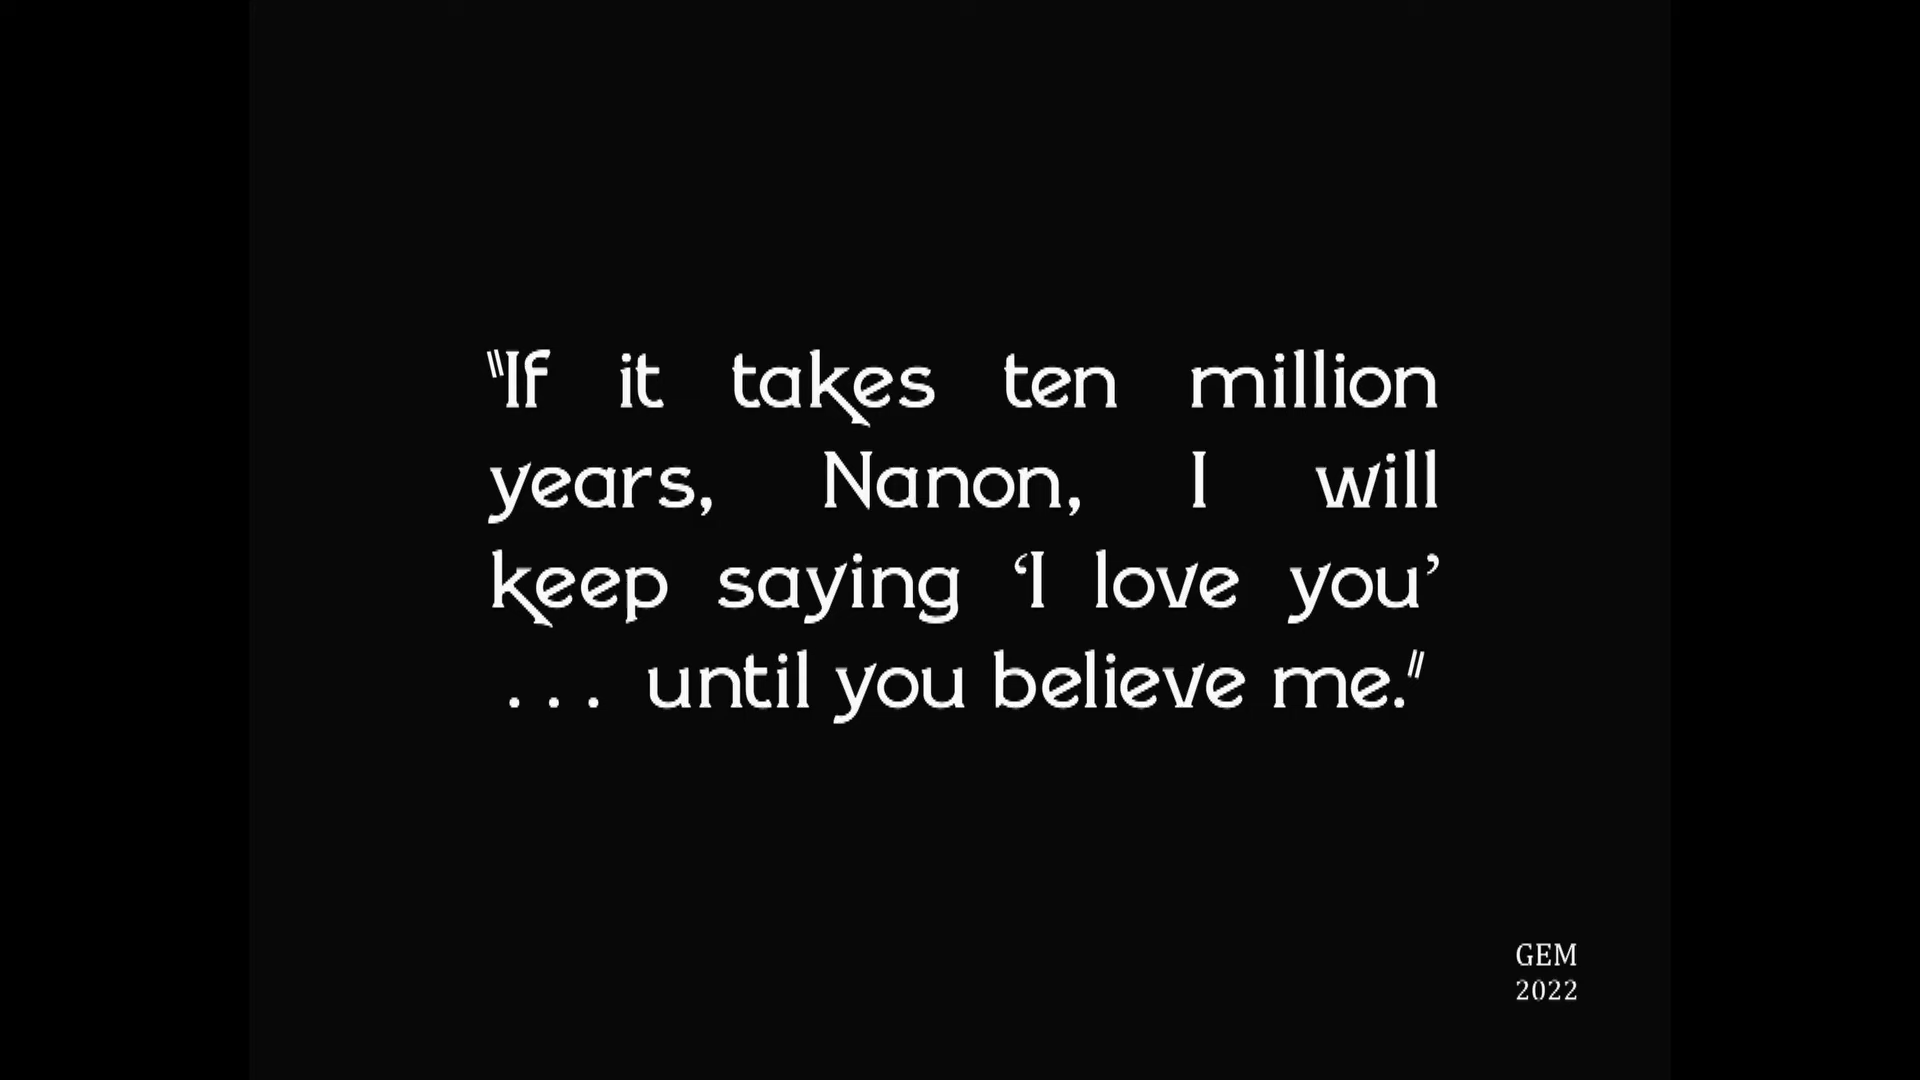 "If it takes ten million
years, Nanon, I will
keep saying ‘I love you’
... until you believe me."
GEM
2022